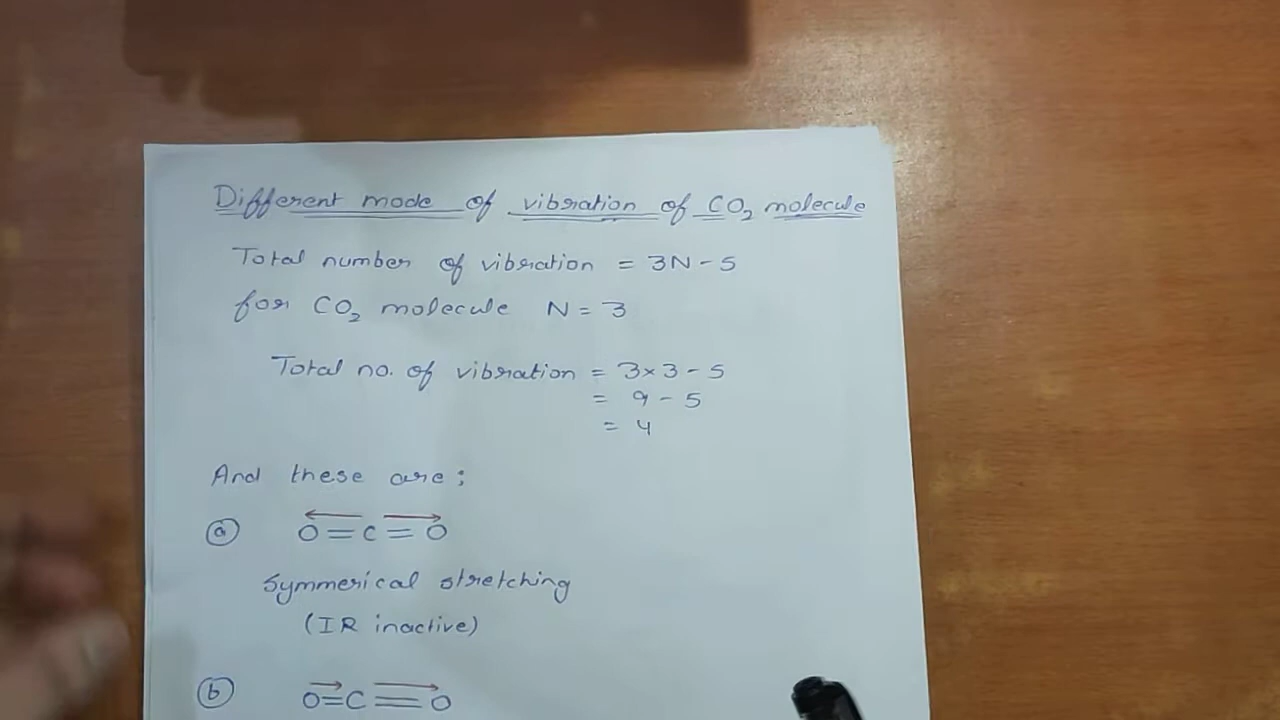 Different mode of vibration of CO₂ molecule
Total number of vibration = 3N - 5
for CO₂ molecule N = 3
Total no. of vibration = 3 × 3 - 5
= 9 - 5
= 4
And these are ;
(a) O = C = O
Symmerical stretching
(IR inactive)
(b) O=C=O